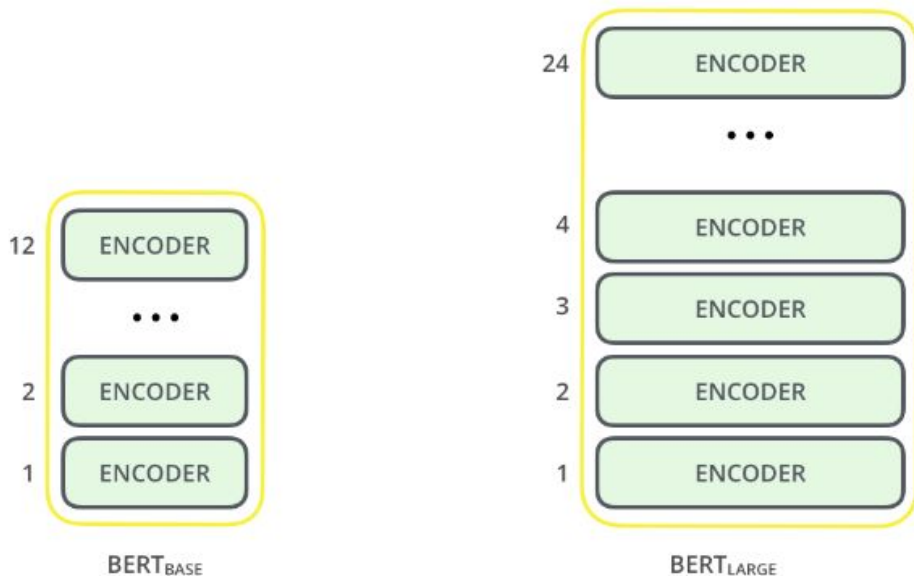 12 ENCODER
...
2 ENCODER
1 ENCODER
BERTBASE
24 ENCODER
...
4 ENCODER
3 ENCODER
2 ENCODER
1 ENCODER
BERTLARGE